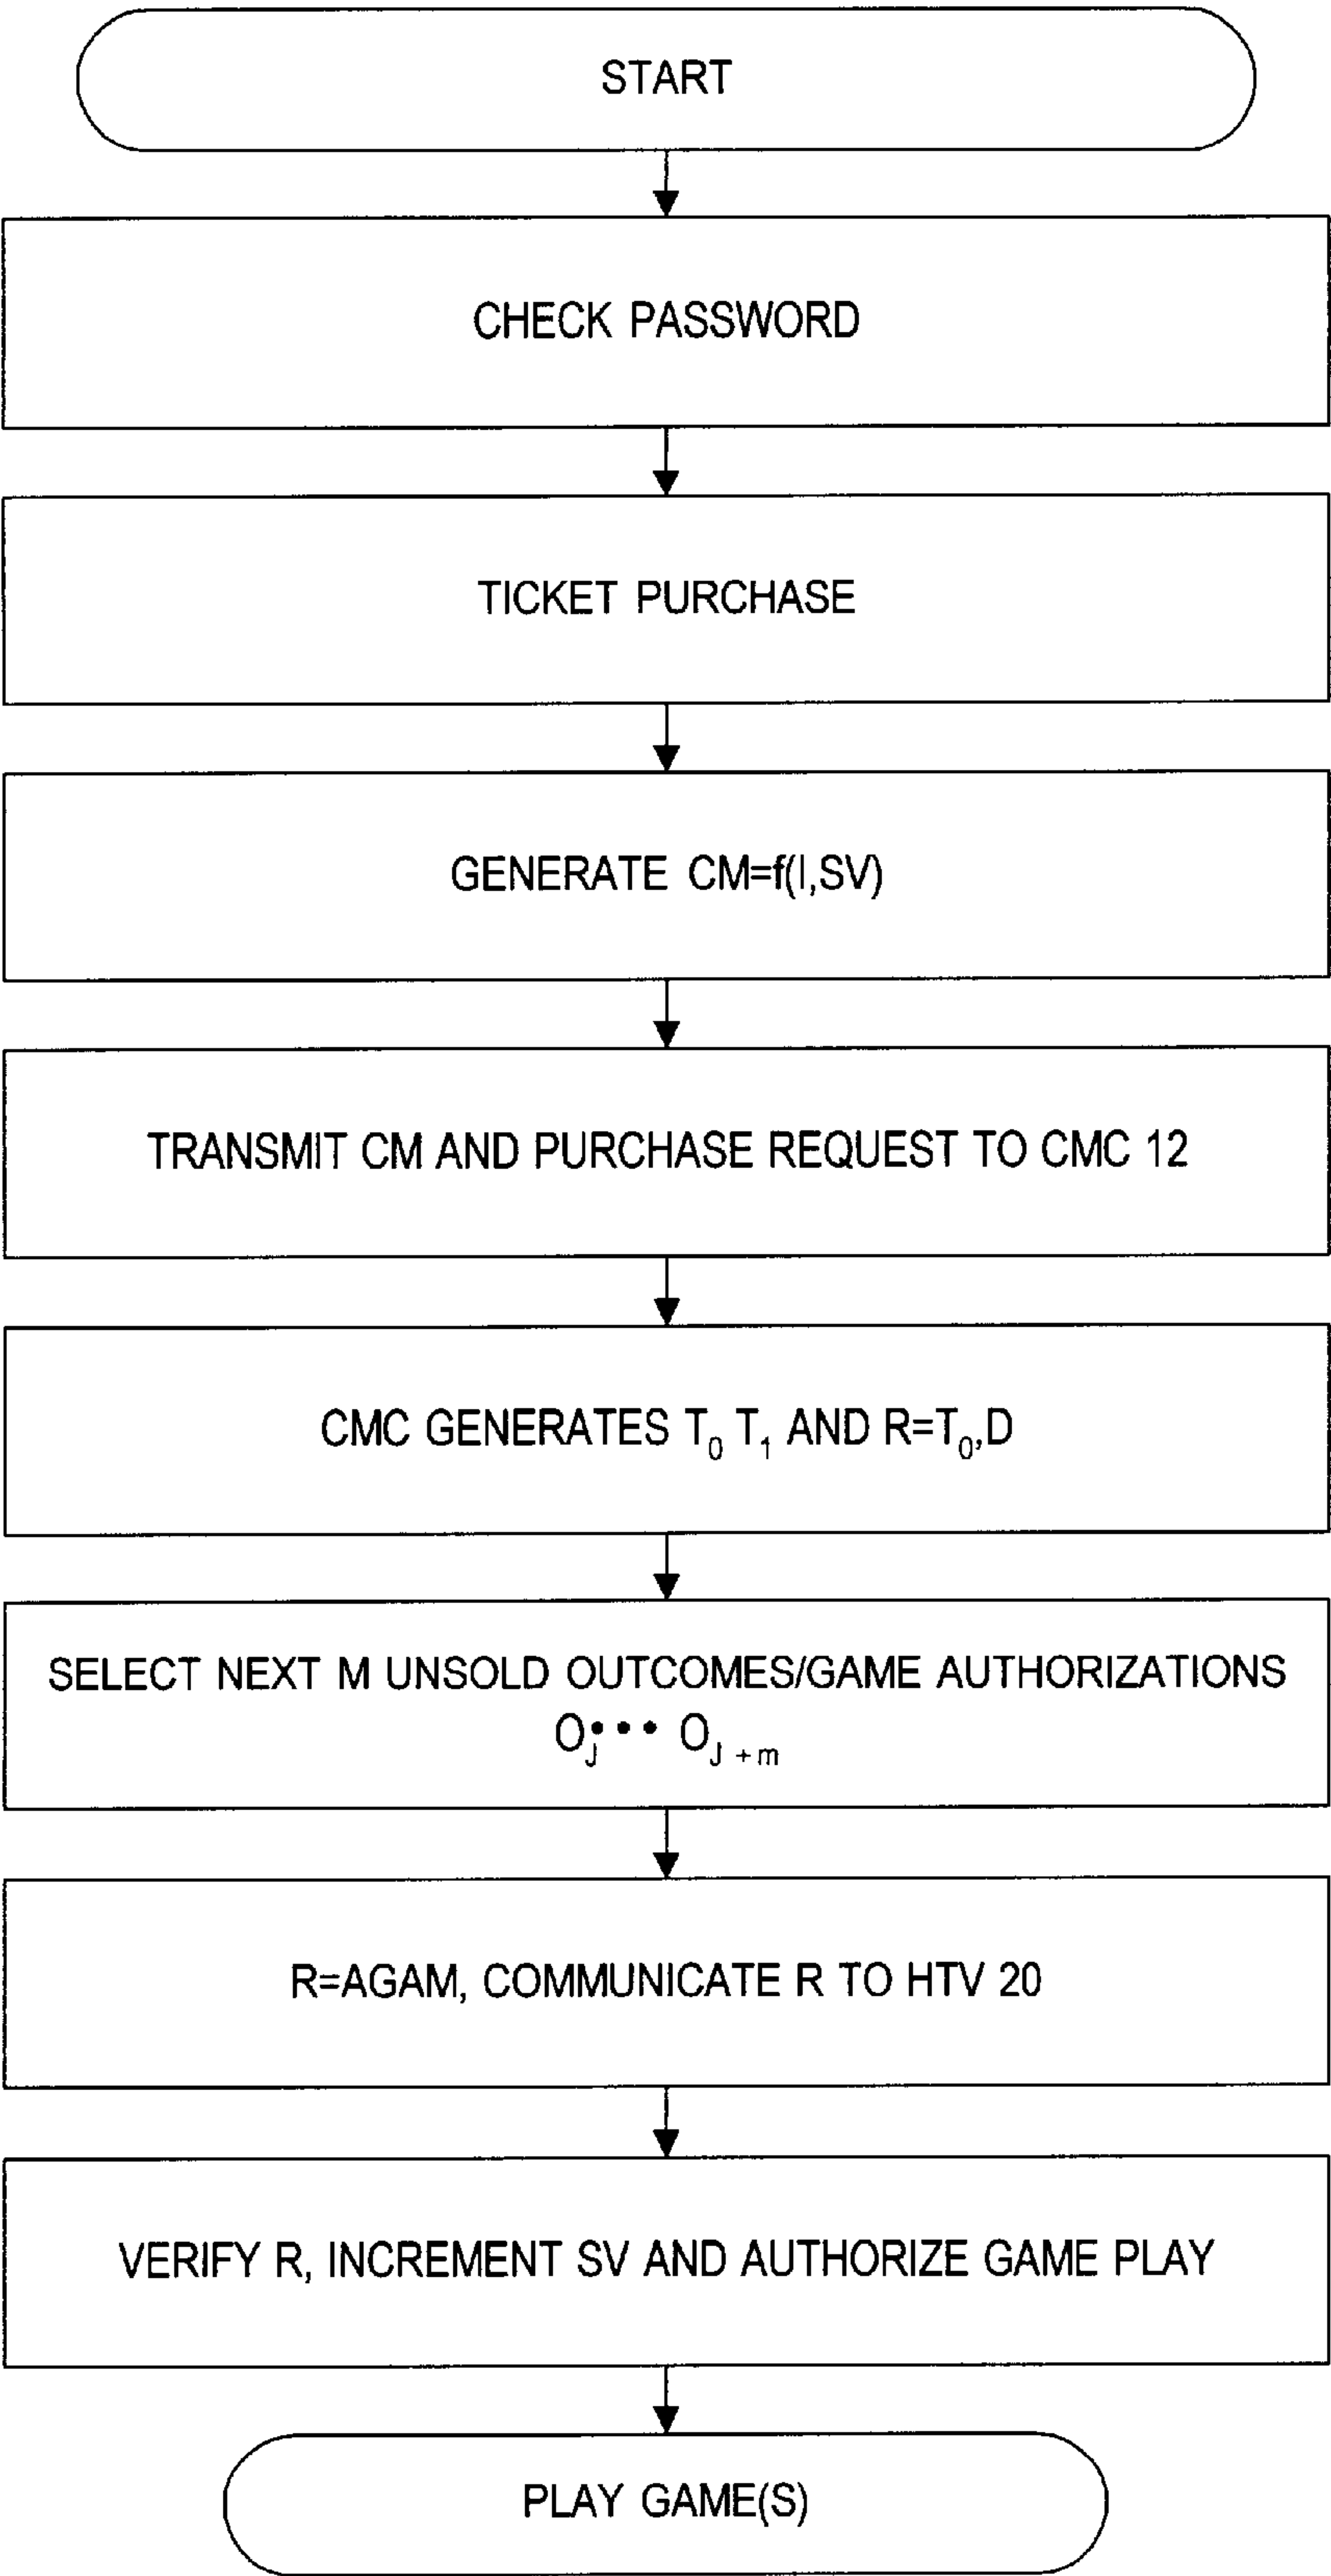 START
CHECK PASSWORD
TICKET PURCHASE
GENERATE CM=f(I,SV)
TRANSMIT CM AND PURCHASE REQUEST TO CMC 12
CMC GENERATES T₀ T₁ AND R=T₀,D
SELECT NEXT M UNSOLD OUTCOMES/GAME AUTHORIZATIONS
O_J••• O_J+m
R=AGAM, COMMUNICATE R TO HTV 20
VERIFY R, INCREMENT SV AND AUTHORIZE GAME PLAY
PLAY GAME(S)